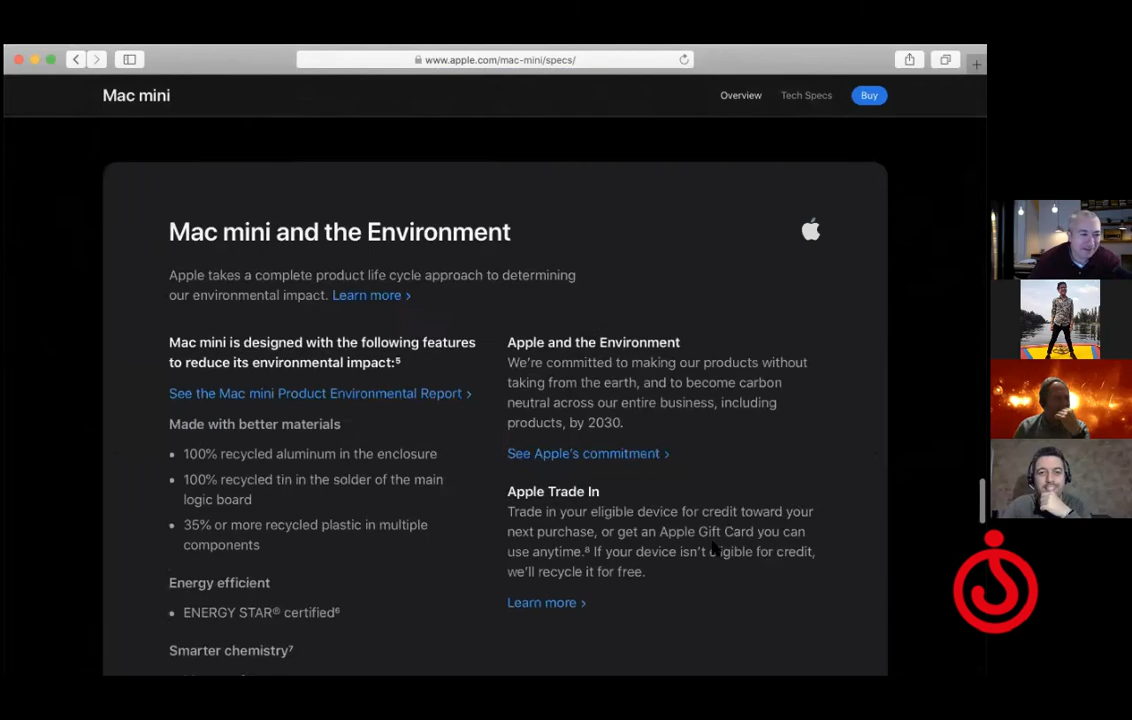 www.apple.com/mac-mini/specs/
Mac mini
Overview
Tech Specs
Buy
Mac mini and the Environment
Apple takes a complete product life cycle approach to determining
our environmental impact. Learn more >
Mac mini is designed with the following features
to reduce its environmental impact:⁵
See the Mac mini Product Environmental Report >
Made with better materials
• 100% recycled aluminum in the enclosure
• 100% recycled tin in the solder of the main
logic board
• 35% or more recycled plastic in multiple
components
Energy efficient
• ENERGY STAR® certified⁶
Smarter chemistry⁷
Apple and the Environment
We're committed to making our products without
taking from the earth, and to become carbon
neutral across our entire business, including
products, by 2030.
See Apple's commitment >
Apple Trade In
Trade in your eligible device for credit toward your
next purchase, or get an Apple Gift Card you can
use anytime.⁸ If your device isn't eligible for credit,
we'll recycle it for free.
Learn more >